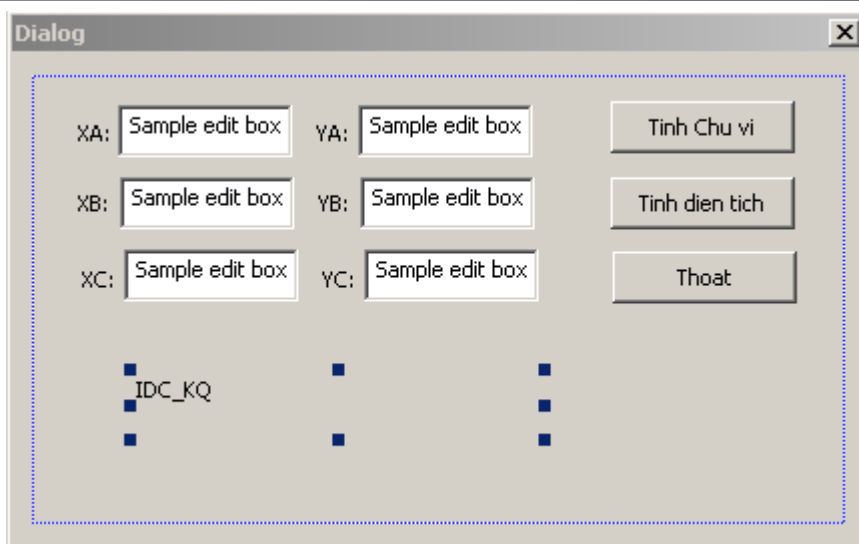 Dialog
XA: Sample edit box YA: Sample edit box Tinh Chu vi
XB: Sample edit box YB: Sample edit box Tinh dien tich
XC: Sample edit box YC: Sample edit box Thoat
IDC_KQ